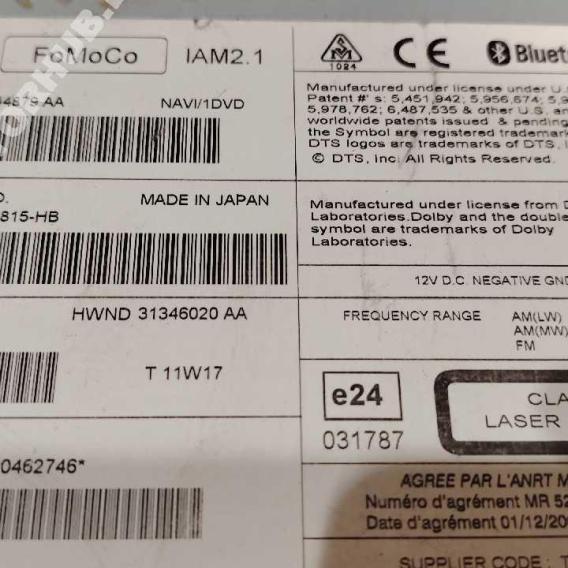 FoMoCo
IAM2.1
4879 AA
NAVI/1DVD
MADE IN JAPAN
815-HB
HWND 31346020 AA
T 11W17
0462746*
1024
CE
Bluet
Manufactured under license under U.S
Patent #' s: 5,451,942; 5,956,674; 5,9
5,978,762; 6,487,535 & other U.S. an
worldwide patents issued & pending
the Symbol are registered trademark
DTS logos are trademarks of DTS, I
© DTS, Inc. All Rights Reserved.
Manufactured under license from D
Laboratories.Dolby and the double
symbol are trademarks of Dolby
Laboratories.
12V D.C. NEGATIVE GND
FREQUENCY RANGE
AM(LW)
AM(MW)
FM
e24
031787
CLA
LASER
AGREE PAR L'ANRT M
Numéro d'agrément MR 52
Date d'agrément 01/12/20
SUPPLIER CODE : T